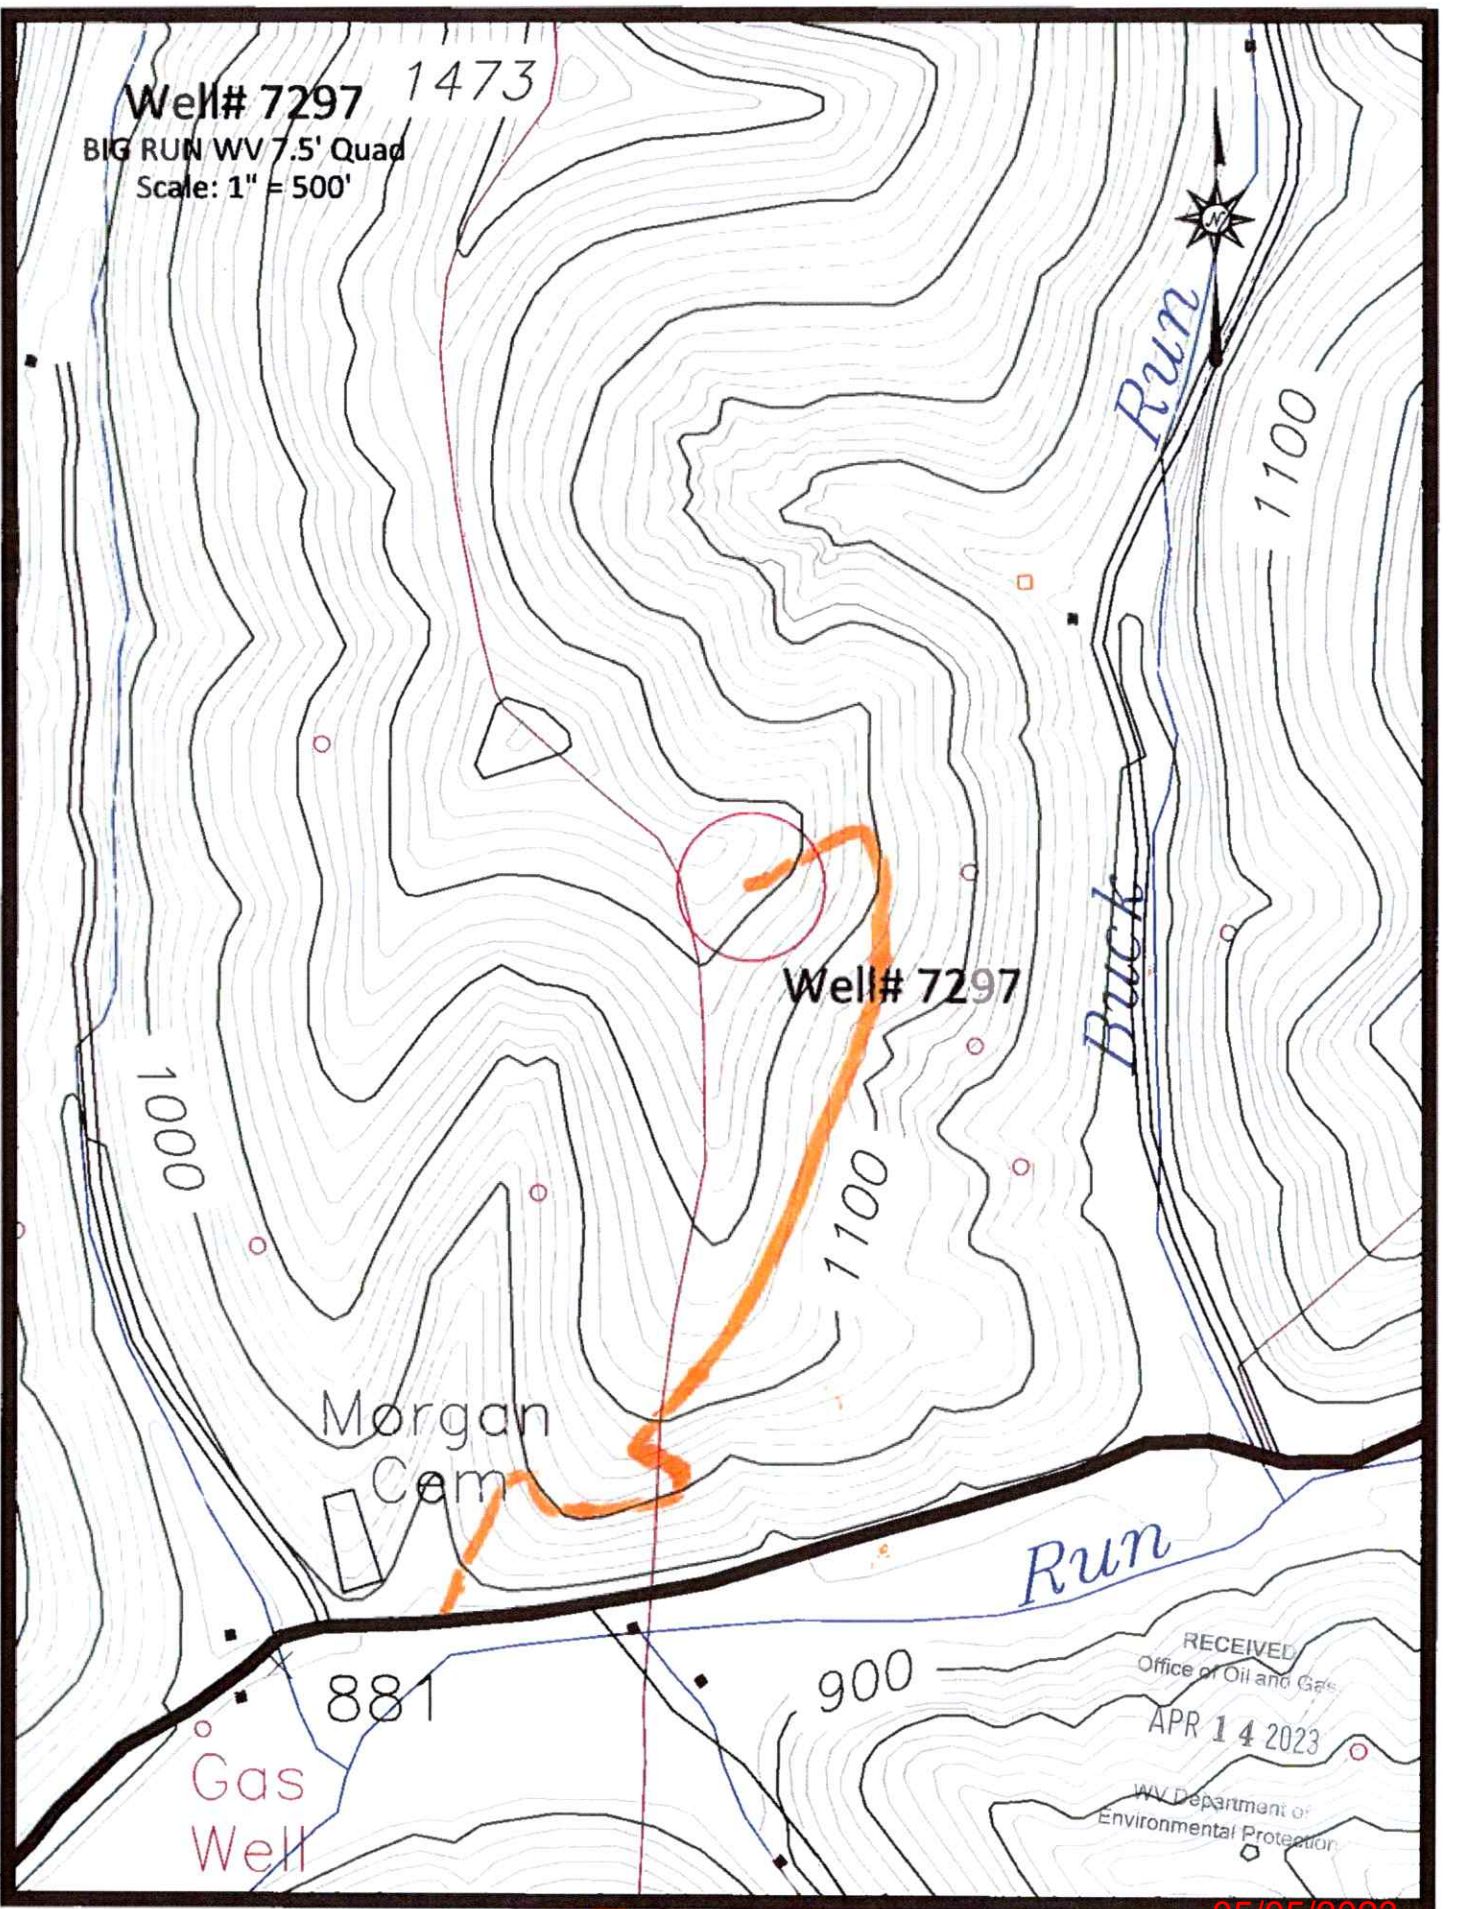 Well# 7297
BIG RUN WV 7.5' Quad
Scale: 1" = 500'
1473
N
Run
1100
Well# 7297
Buck
1000
1100
Morgan
Cem
Run
881
900
Gas
Well
RECEIVED
Office of Oil and Gas
APR 14 2023
WV Department of
Environmental Protection